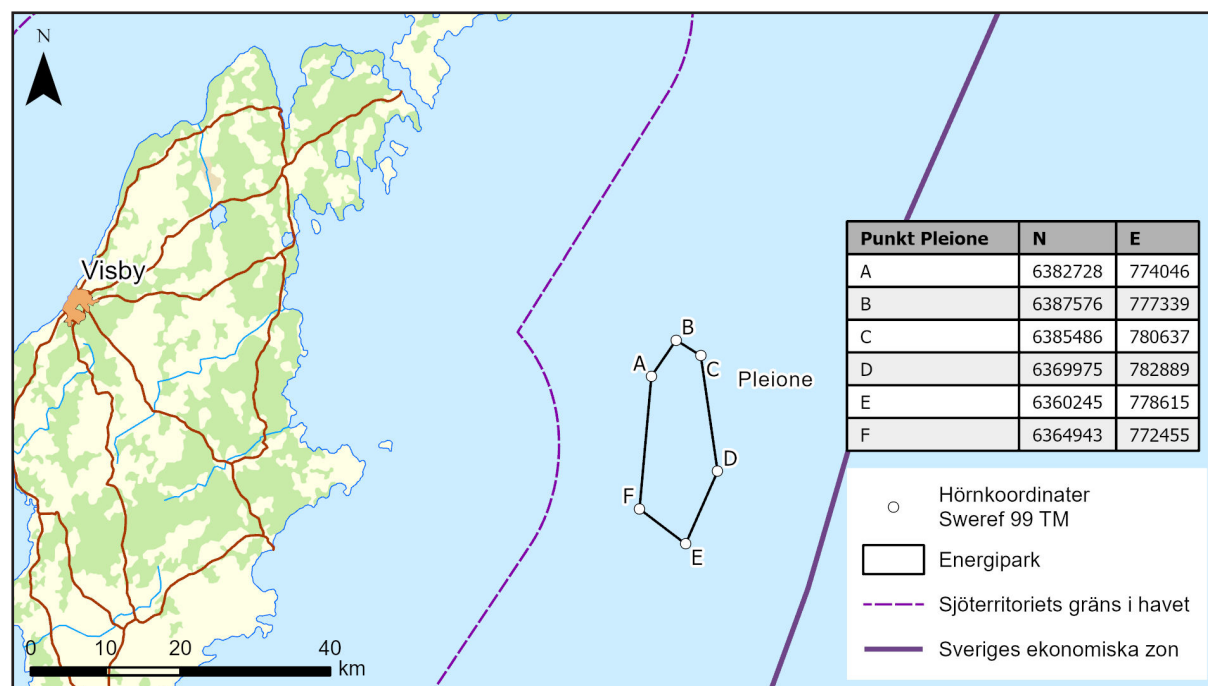 N
Visby
B
A
C
Pleione
D
F
E
Punkt Pleione N E
A 6382728 774046
B 6387576 777339
C 6385486 780637
D 6369975 782889
E 6360245 778615
F 6364943 772455
Hörnkoordinater
Sweref 99 TM
Energipark
Sjöterritoriets gräns i havet
Sveriges ekonomiska zon
0 10 20 40
km